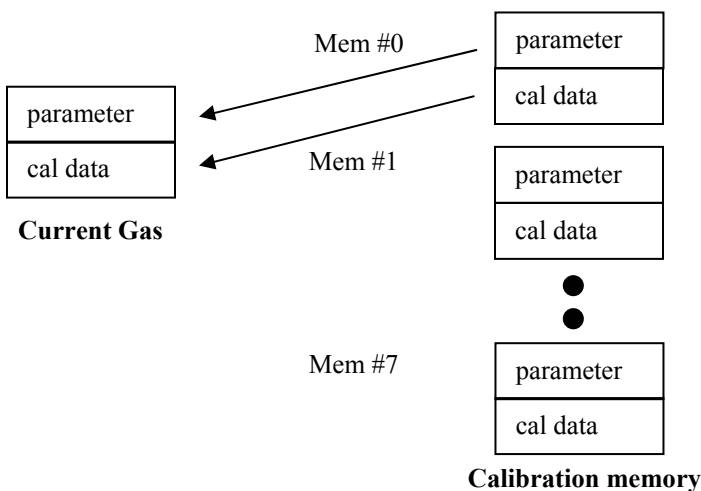 Mem #0
parameter
cal data
parameter
cal data
Current Gas
Mem #1
parameter
cal data
Mem #7
parameter
cal data
Calibration memory